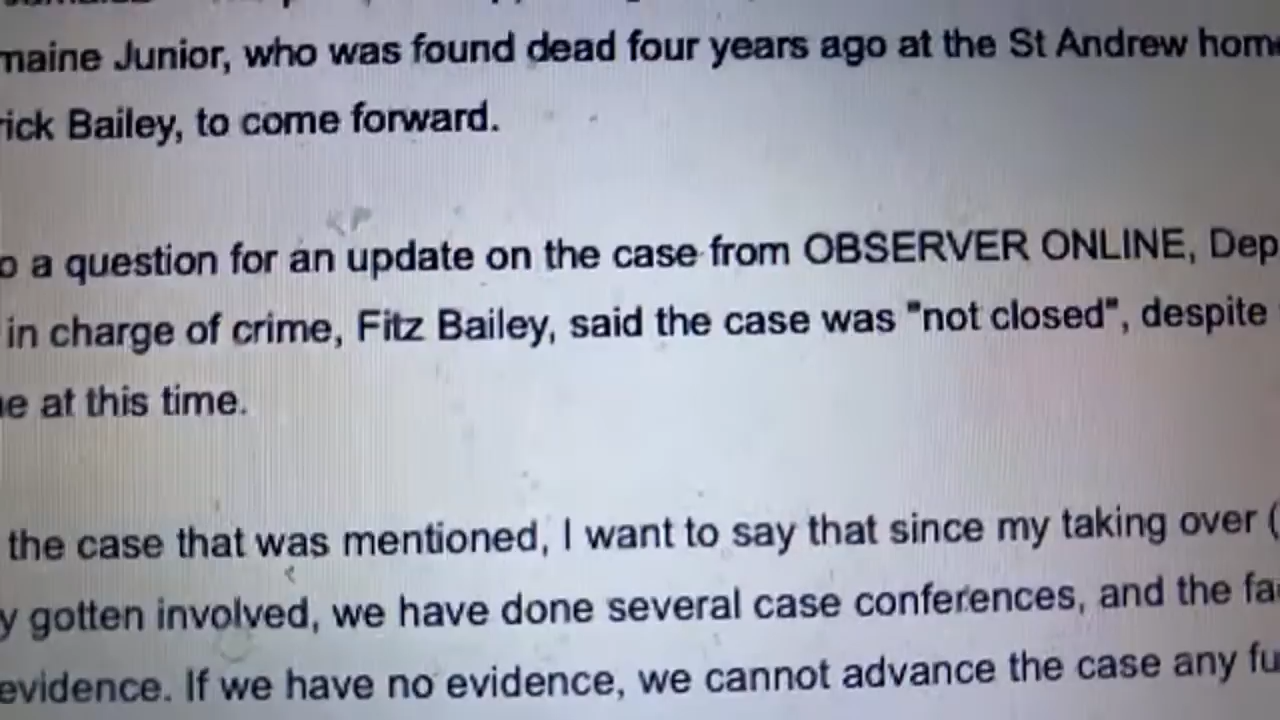 maine Junior, who was found dead four years ago at the St Andrew hom
rick Bailey, to come forward.
o a question for an update on the case from OBSERVER ONLINE, Dep
in charge of crime, Fitz Bailey, said the case was "not closed", despite
e at this time.
the case that was mentioned, I want to say that since my taking over (
y gotten involved, we have done several case conferences, and the fa
evidence. If we have no evidence, we cannot advance the case any fu